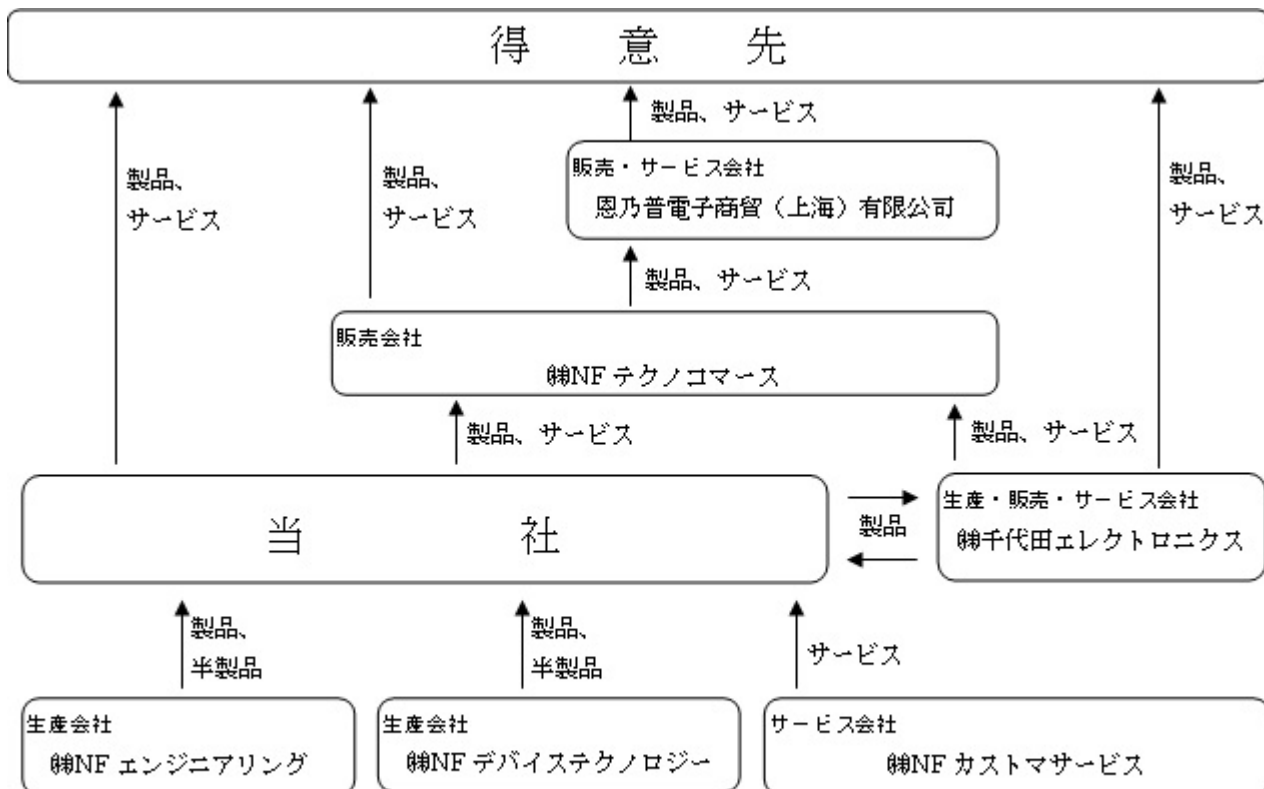 得意先
製品、サービス
製品、
サービス
製品、
サービス
製品、
サービス
販売・サービス会社
恩乃普電子商貿（上海）有限公司
製品、サービス
販売会社
㈱NFテクノコマース
製品、サービス
製品、サービス
当社
製品
生産・販売・サービス会社
㈱千代田エレクトロニクス
製品、
半製品
製品、
半製品
サービス
生産会社
㈱NFエンジニアリング
生産会社
㈱NFデバイステクノロジー
サービス会社
㈱NFカストマサービス